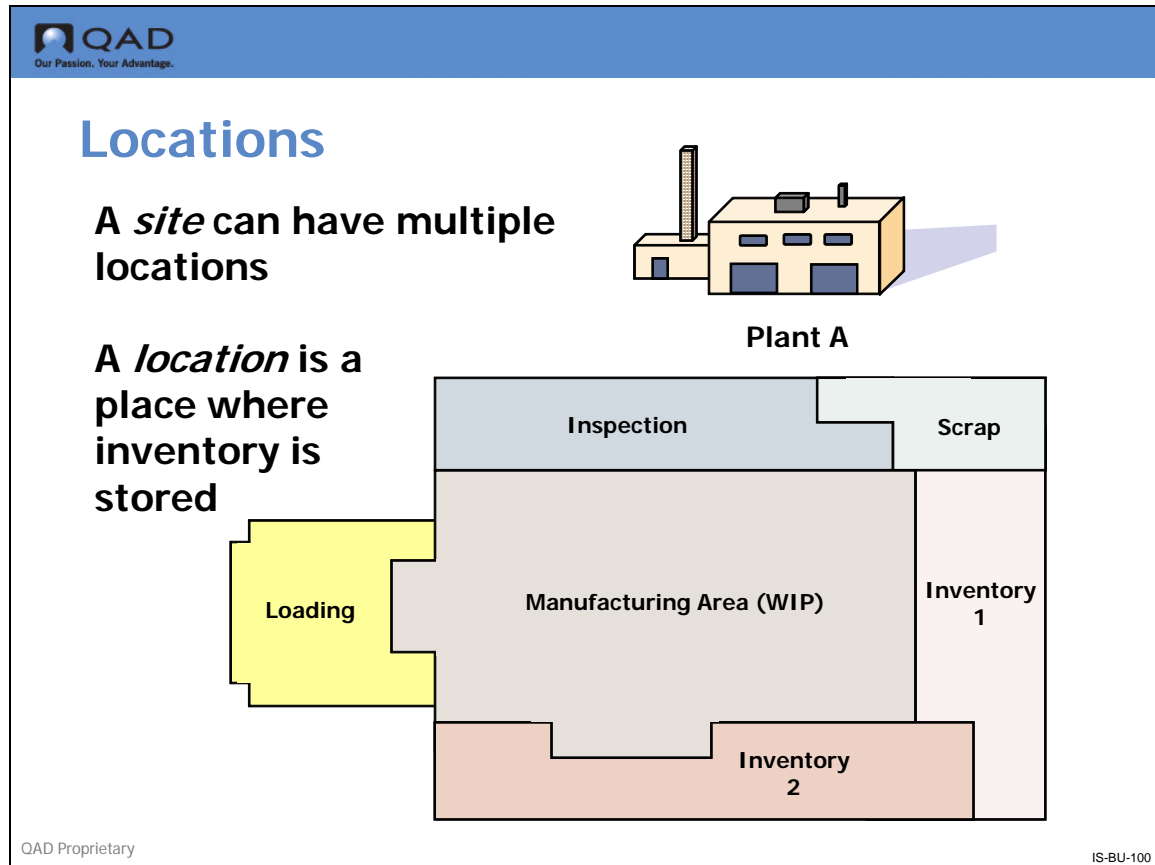 QAD
Our Passion. Your Advantage.
Locations
A site can have multiple
locations
A location is a
place where
inventory is
stored
Plant A
Inspection
Scrap
Loading
Manufacturing Area (WIP)
Inventory
1
Inventory
2
QAD Proprietary
IS-BU-100